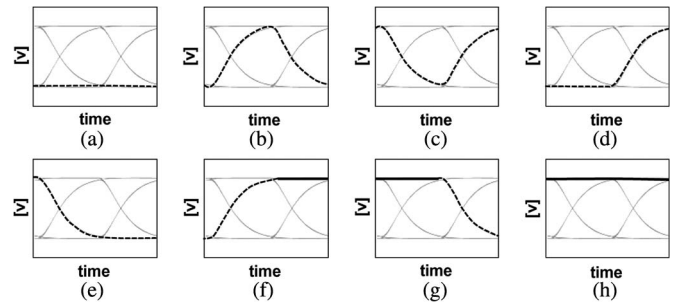 [v] [v] [v] [v]
time time time time
(a) (b) (c) (d)
[v] [v] [v] [v]
time time time time
(e) (f) (g) (h)